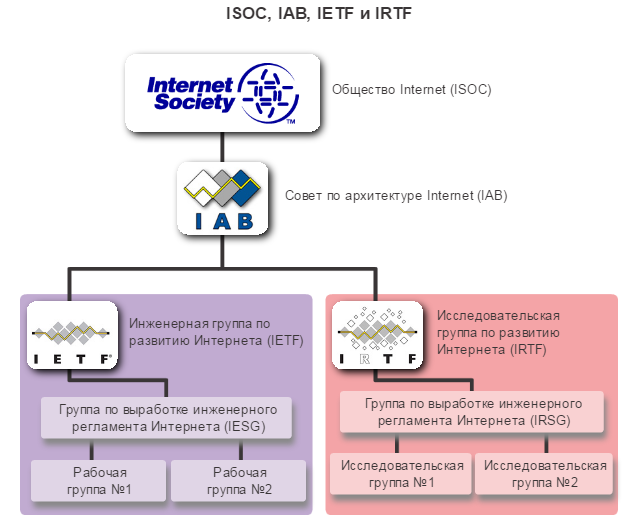 ISOC, IAB, IETF и IRTF
Internet
Society
TM
Общество Internet (ISOC)
IAB
Совет по архитектуре Internet (IAB)
IETF®
Инженерная группа по
развитию Интернета (IETF)
IRTF
Исследовательская
группа по развитию
Интернета (IRTF)
Группа по выработке инженерного
регламента Интернета (IESG)
Группа по выработке инженерного
регламента Интернета (IRSG)
Рабочая
группа №1
Рабочая
группа №2
Исследовательская
группа №1
Исследовательская
группа №2